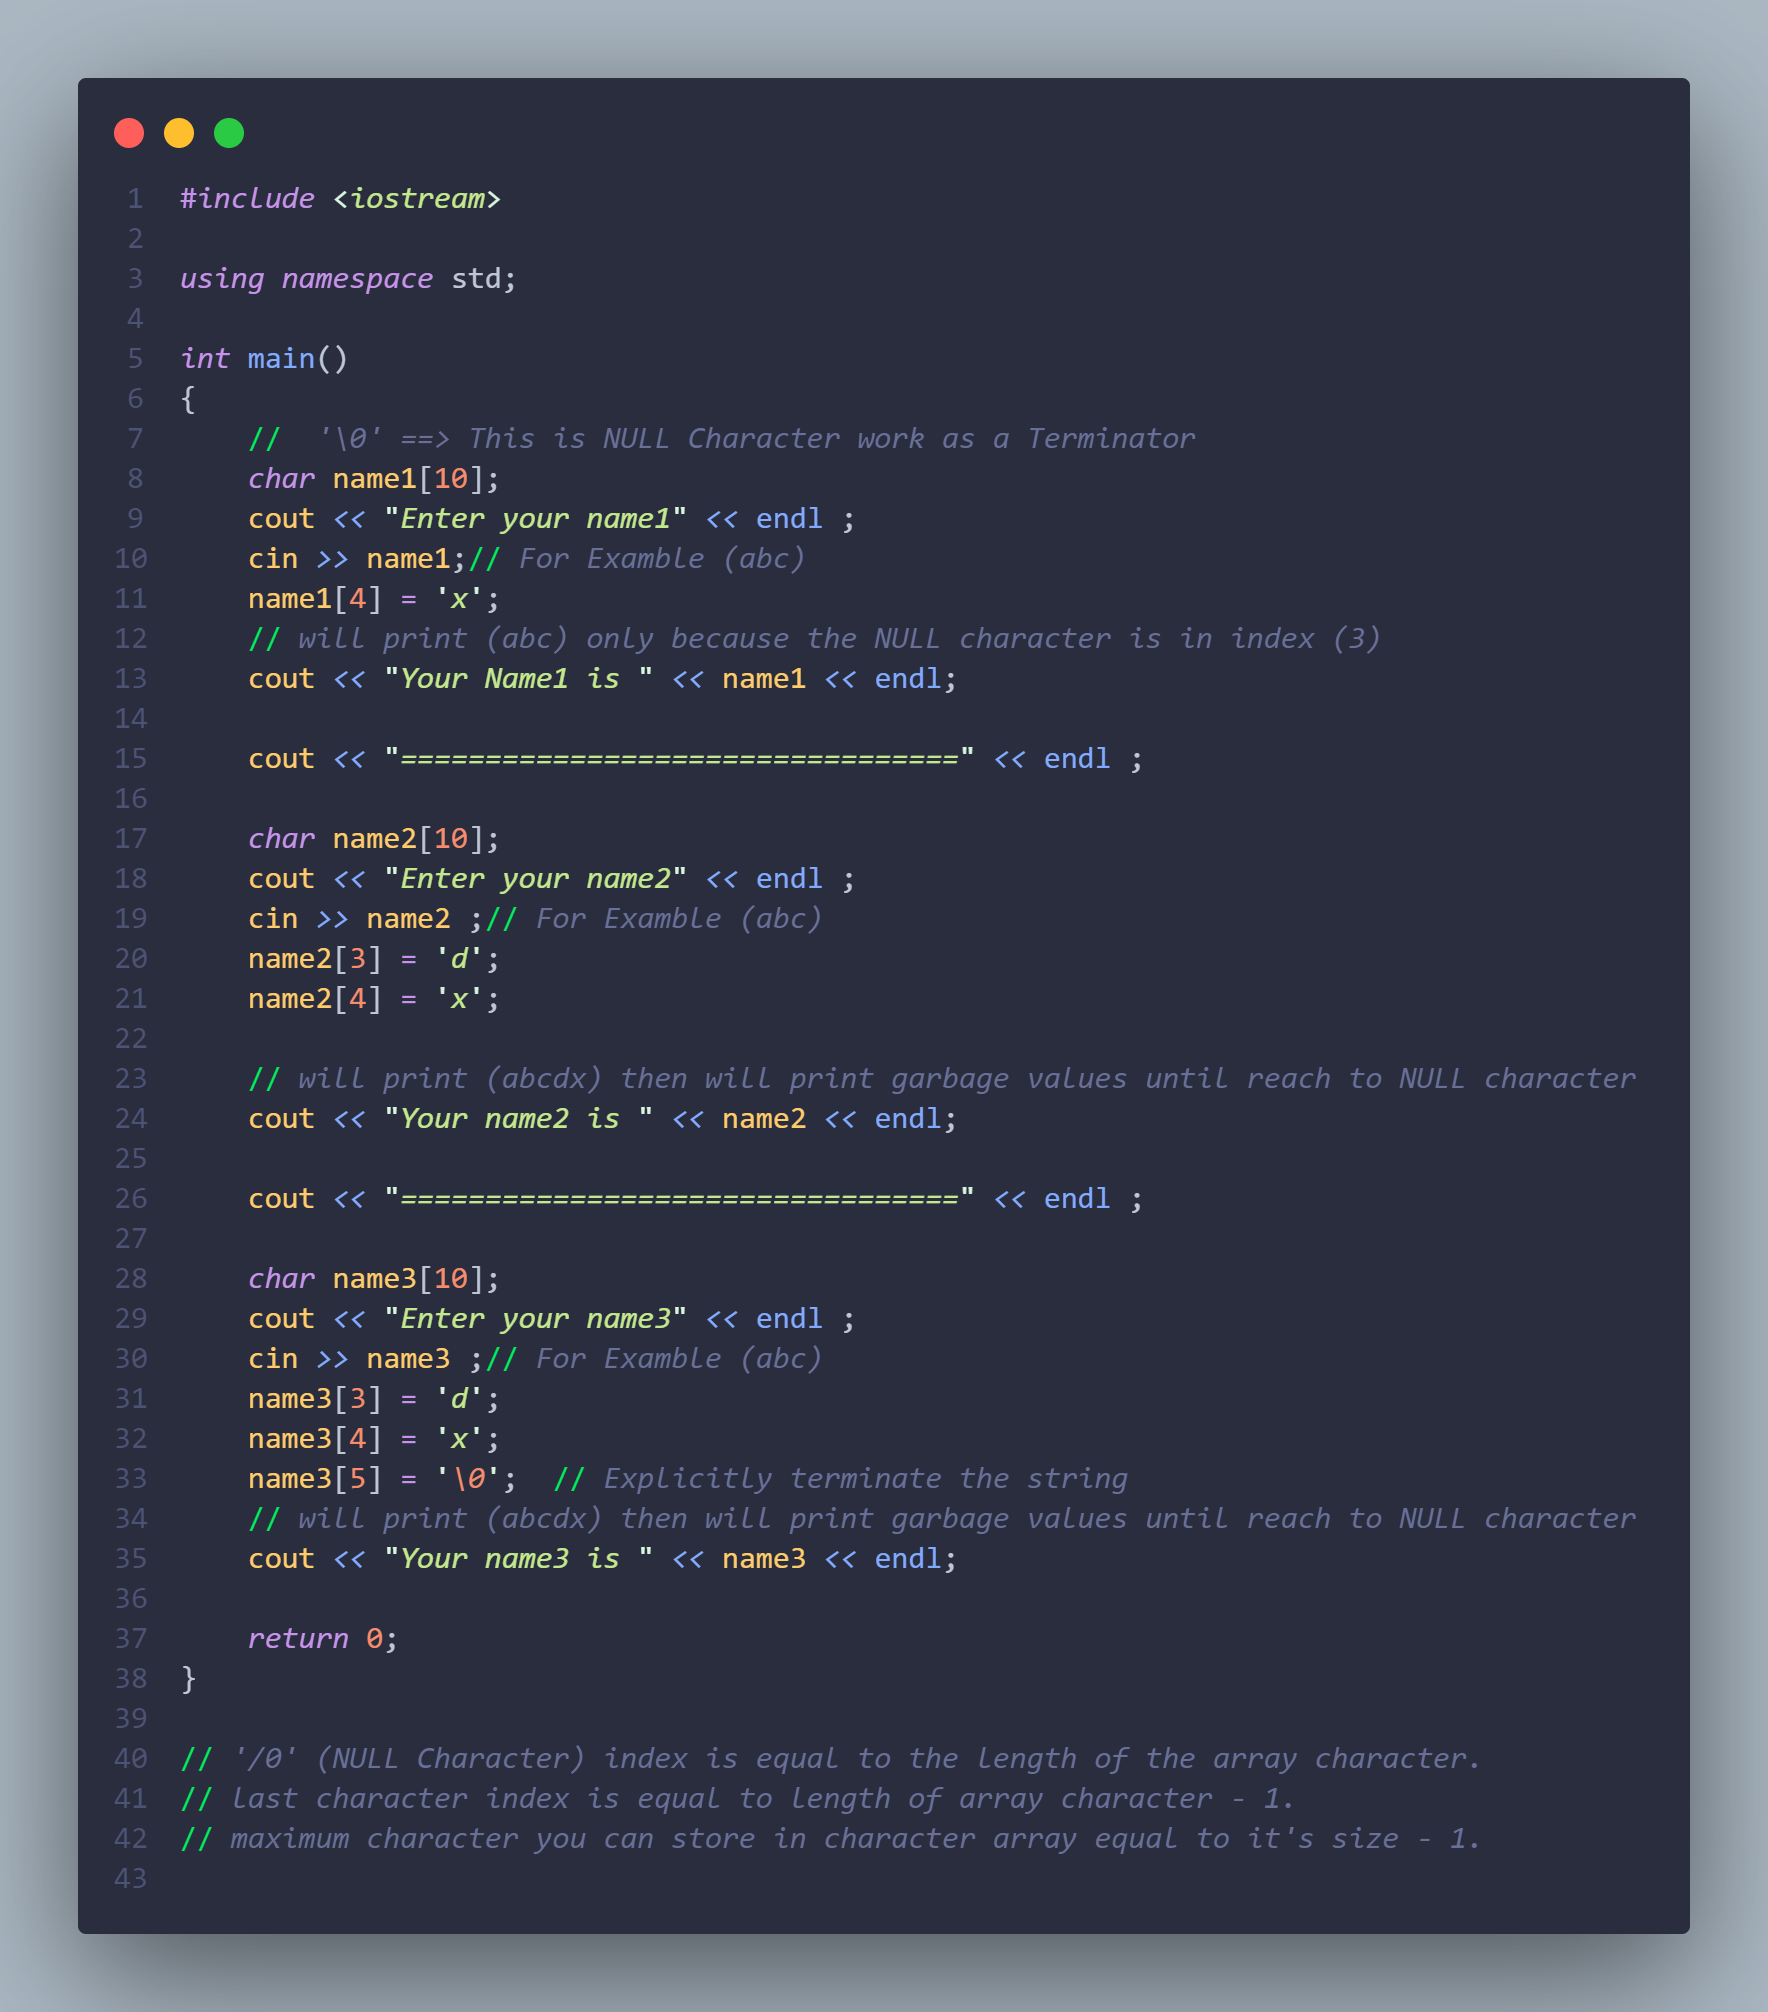 1 #include <iostream>
2
3 using namespace std;
4
5 int main()
6 {
7     //  '\0' ==> This is NULL Character work as a Terminator
8     char name1[10];
9     cout << "Enter your name1" << endl ;
10     cin >> name1;// For Examble (abc)
11     name1[4] = 'x';
12     // will print (abc) only because the NULL character is in index (3)
13     cout << "Your Name1 is " << name1 << endl;
14
15     cout << "=================================" << endl ;
16
17     char name2[10];
18     cout << "Enter your name2" << endl ;
19     cin >> name2 ;// For Examble (abc)
20     name2[3] = 'd';
21     name2[4] = 'x';
22
23     // will print (abcdx) then will print garbage values until reach to NULL character
24     cout << "Your name2 is " << name2 << endl;
25
26     cout << "=================================" << endl ;
27
28     char name3[10];
29     cout << "Enter your name3" << endl ;
30     cin >> name3 ;// For Examble (abc)
31     name3[3] = 'd';
32     name3[4] = 'x';
33     name3[5] = '\0';  // Explicitly terminate the string
34     // will print (abcdx) then will print garbage values until reach to NULL character
35     cout << "Your name3 is " << name3 << endl;
36
37     return 0;
38 }
39
40 // '/0' (NULL Character) index is equal to the length of the array character.
41 // last character index is equal to length of array character - 1.
42 // maximum character you can store in character array equal to it's size - 1.
43